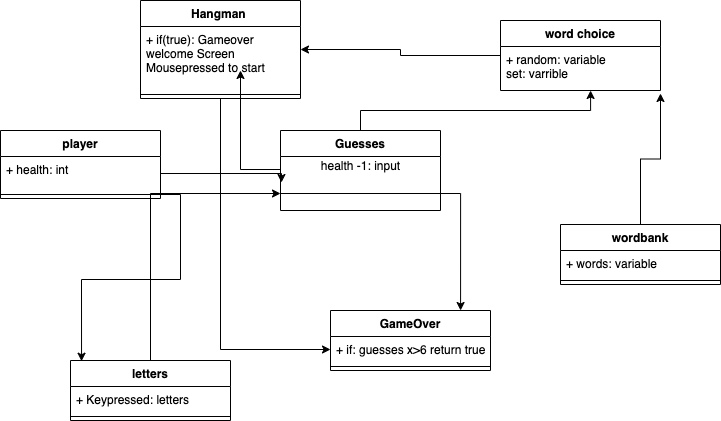 Hangman
+ if(true): Gameover
welcome Screen
Mousepressed to start
word choice
+ random: variable
set: varrible
player
+ health: int
Guesses
health -1: input
wordbank
+ words: variable
GameOver
+ if: guesses x>6 return true
letters
+ Keypressed: letters